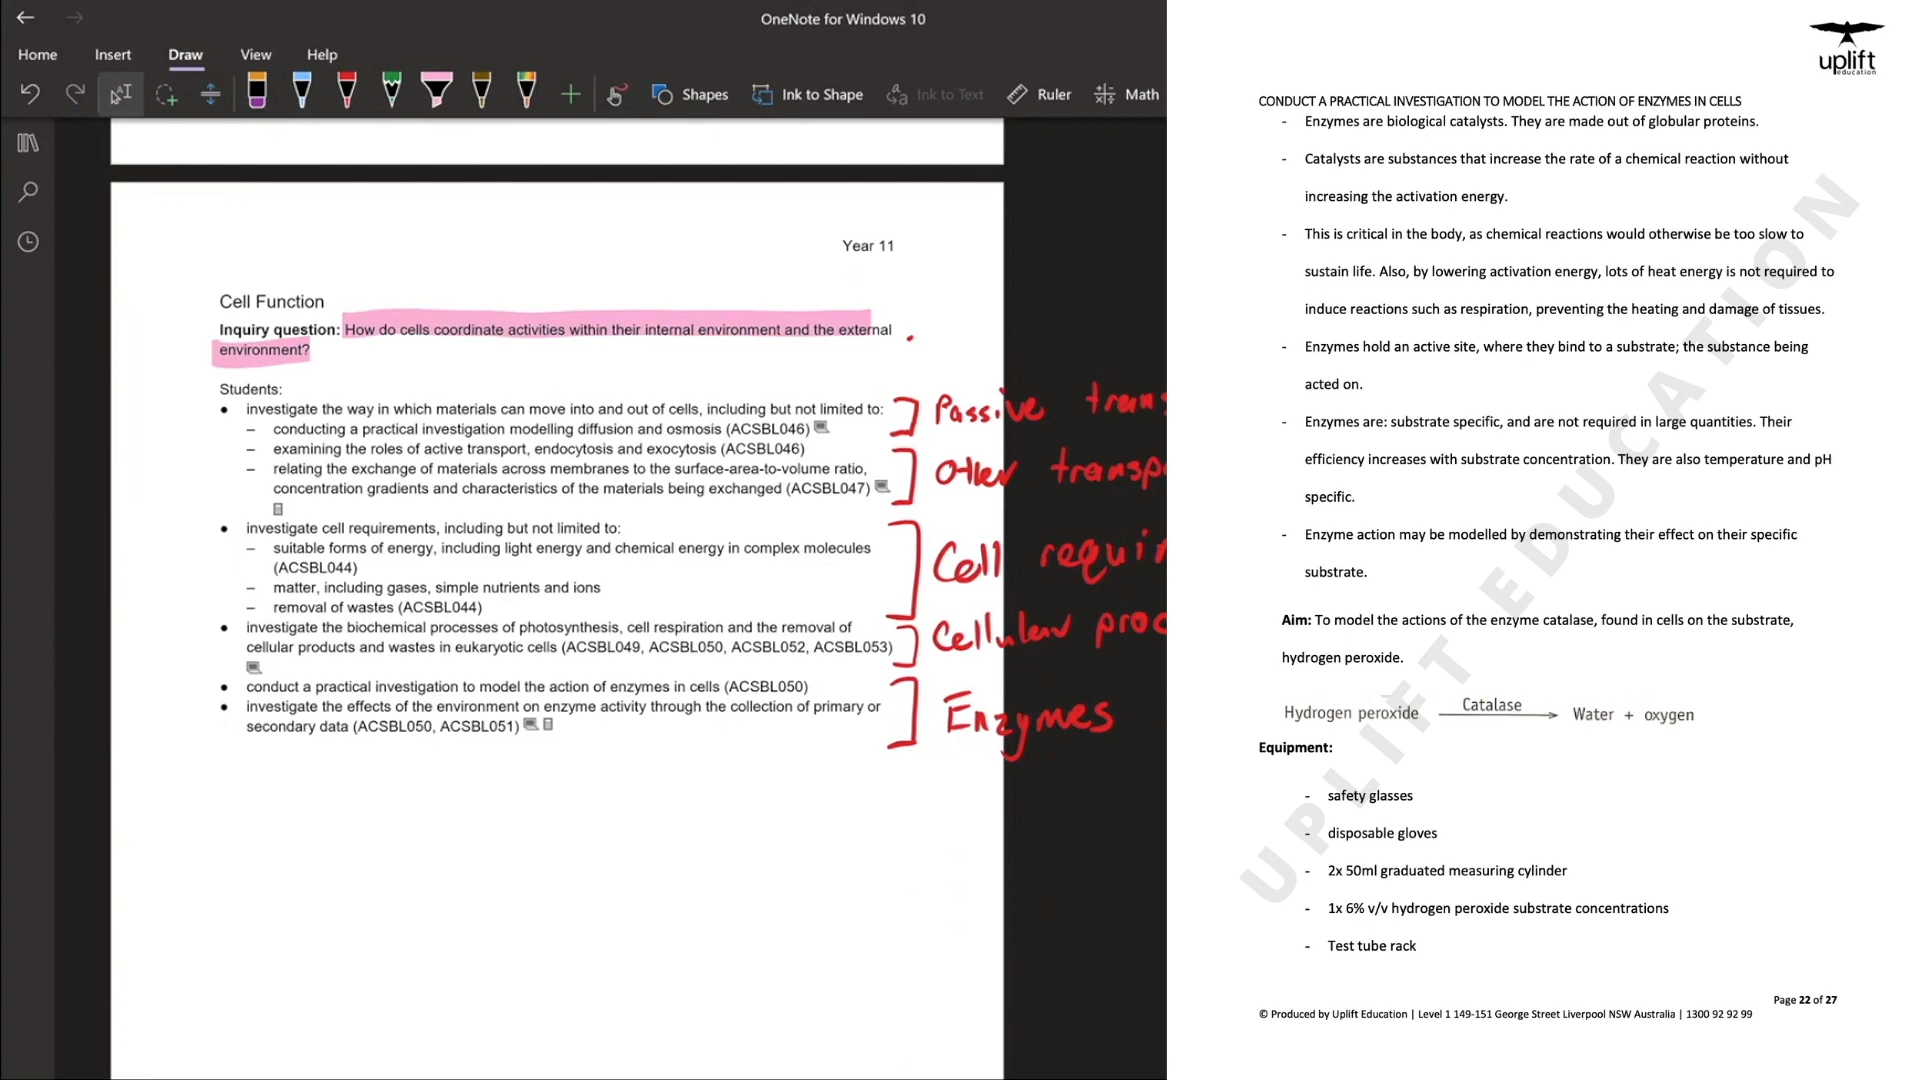 OneNote for Windows 10
Home Insert Draw View Help
Shapes Ink to Shape Ink to Text Ruler Math
Year 11
Cell Function
Inquiry question: How do cells coordinate activities within their internal environment and the external
environment?
Students:
• investigate the way in which materials can move into and out of cells, including but not limited to:
– conducting a practical investigation modelling diffusion and osmosis (ACSBL046)
– examining the roles of active transport, endocytosis and exocytosis (ACSBL046)
– relating the exchange of materials across membranes to the surface-area-to-volume ratio,
concentration gradients and characteristics of the materials being exchanged (ACSBL047)
• investigate cell requirements, including but not limited to:
– suitable forms of energy, including light energy and chemical energy in complex molecules
(ACSBL044)
– matter, including gases, simple nutrients and ions
– removal of wastes (ACSBL044)
• investigate the biochemical processes of photosynthesis, cell respiration and the removal of
cellular products and wastes in eukaryotic cells (ACSBL049, ACSBL050, ACSBL052, ACSBL053)
• conduct a practical investigation to model the action of enzymes in cells (ACSBL050)
• investigate the effects of the environment on enzyme activity through the collection of primary or
secondary data (ACSBL050, ACSBL051)
Passive trans
Other transp
Cell requir
Cellular proc
Enzymes
uplift
education
CONDUCT A PRACTICAL INVESTIGATION TO MODEL THE ACTION OF ENZYMES IN CELLS
- Enzymes are biological catalysts. They are made out of globular proteins.
- Catalysts are substances that increase the rate of a chemical reaction without
increasing the activation energy.
- This is critical in the body, as chemical reactions would otherwise be too slow to
sustain life. Also, by lowering activation energy, lots of heat energy is not required to
induce reactions such as respiration, preventing the heating and damage of tissues.
- Enzymes hold an active site, where they bind to a substrate; the substance being
acted on.
- Enzymes are: substrate specific, and are not required in large quantities. Their
efficiency increases with substrate concentration. They are also temperature and pH
specific.
- Enzyme action may be modelled by demonstrating their effect on their specific
substrate.
Aim: To model the actions of the enzyme catalase, found in cells on the substrate,
hydrogen peroxide.
Hydrogen peroxide Catalase Water + oxygen
Equipment:
- safety glasses
- disposable gloves
- 2x 50ml graduated measuring cylinder
- 1x 6% v/v hydrogen peroxide substrate concentrations
- Test tube rack
UPLIFT EDUCATION
Page 22 of 27
© Produced by Uplift Education | Level 1 149-151 George Street Liverpool NSW Australia | 1300 92 92 99